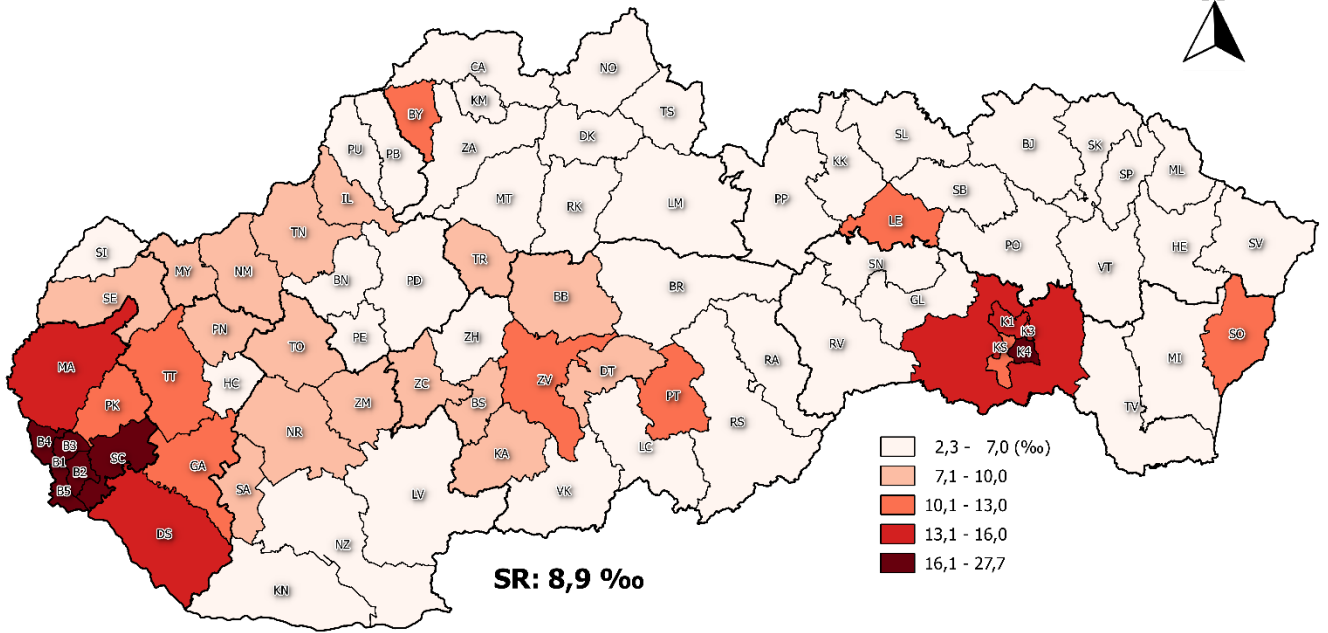 CA
NO
KM
TS
BY
DK
SL
PU
PB
ZA
KK
BJ
SK
SP
ML
IL
MT
RK
LM
PP
SB
LE
TN
PO
HE
SV
SI
MY
NM
TR
SN
VT
BN
PD
SE
BB
BR
GL
PN
TO
PE
ZH
K1
K3
SO
MA
TT
HC
RV
RA
KS
K4
MI
PK
ZC
ZV
DT
PT
ZM
BS
TV
B4
B3
SC
NR
RS
B1
B2
GA
KA
LC
B5
SA
LV
VK
DS
NZ
KN
2,3 - 7,0 (‰)
7,1 - 10,0
10,1 - 13,0
13,1 - 16,0
16,1 - 27,7
SR: 8,9 ‰